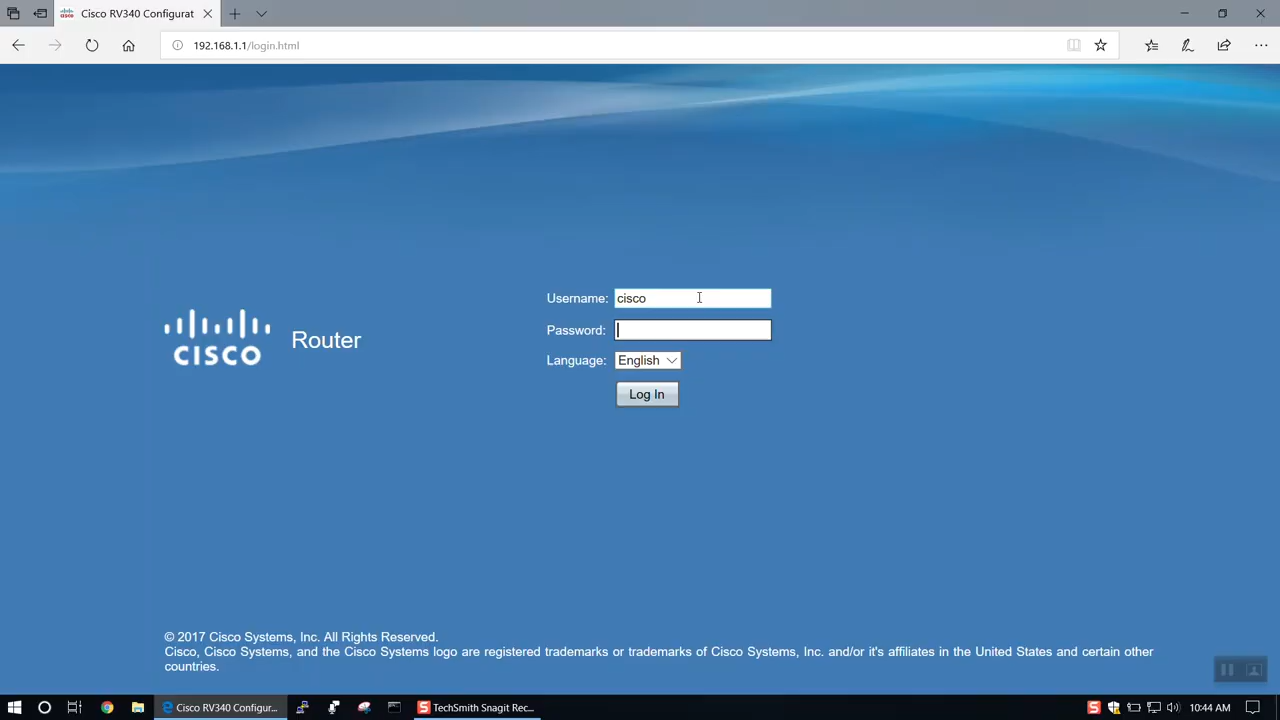 Cisco RV340 Configurat
192.168.1.1/login.html
Username: cisco
Password:
Language: English
Log In
CISCO
Router
© 2017 Cisco Systems, Inc. All Rights Reserved.
Cisco, Cisco Systems, and the Cisco Systems logo are registered trademarks or trademarks of Cisco Systems, Inc. and/or it's affiliates in the United States and certain other
countries.
Cisco RV340 Configur...
S TechSmith Snagit Rec...
S
10:44 AM